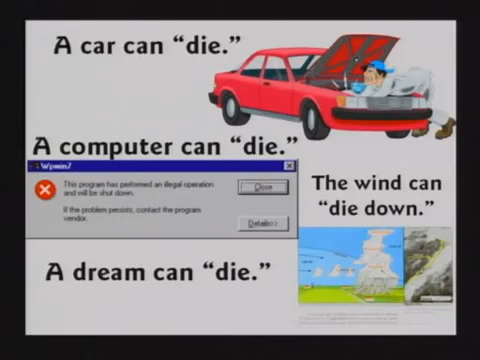 A car can “die.”
A computer can “die.”
Wpwin7
This program has performed an illegal operation
and will be shut down.
If the problem persists, contact the program
vendor.
Close
Details>>
The wind can
“die down.”
A dream can “die.”